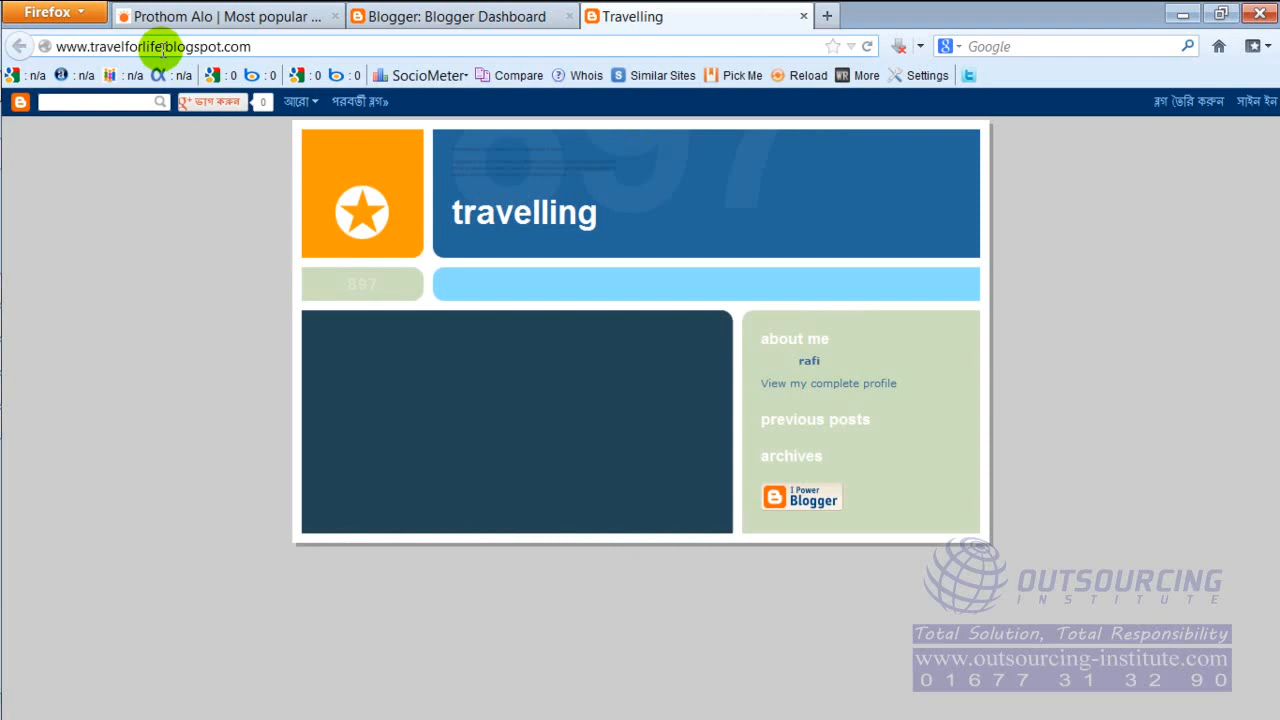 Firefox
Prothom Alo | Most popular ...
Blogger: Blogger Dashboard
Travelling
www.travelforlife.blogspot.com
Google
: n/a : n/a : n/a : n/a : 0 : 0 : 0 : 0 SocioMeter Compare Whois Similar Sites Pick Me Reload More Settings
ভাগ করুন 0 আরো পরবর্তী ব্লগ» ব্লগ তৈরি করুন সাইন ইন
897
travelling
897
about me
rafi
View my complete profile
previous posts
archives
I Power
Blogger
OUTSOURCING
INSTITUTE
Total Solution, Total Responsibility
www.outsourcing-institute.com
01677 31 32 90